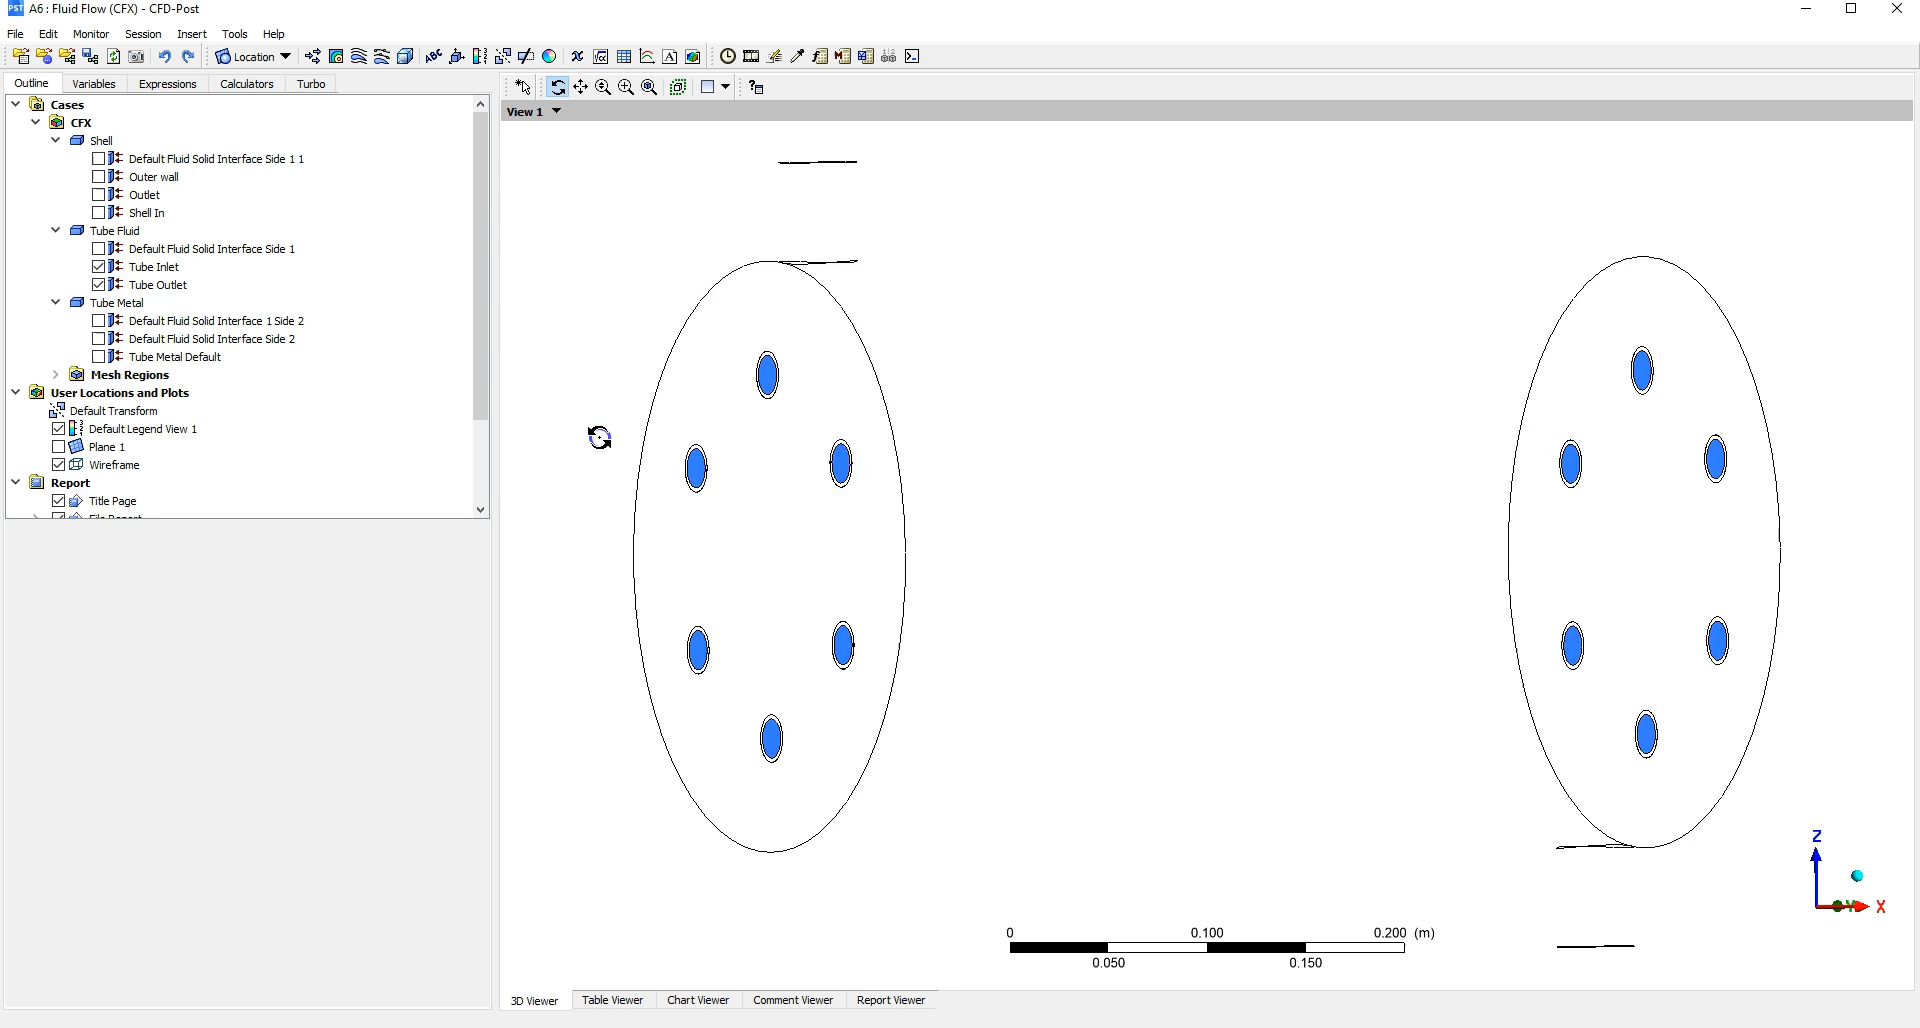 PST A6 : Fluid Flow (CFX) - CFD-Post
File Edit Monitor Session Insert Tools Help
Location
Outline Variables Expressions Calculators Turbo
Cases
CFX
Shell
Default Fluid Solid Interface Side 1 1
Outer wall
Outlet
Shell In
Tube Fluid
Default Fluid Solid Interface Side 1
Tube Inlet
Tube Outlet
Tube Metal
Default Fluid Solid Interface 1 Side 2
Default Fluid Solid Interface Side 2
Tube Metal Default
Mesh Regions
User Locations and Plots
Default Transform
Default Legend View 1
Plane 1
Wireframe
Report
Title Page
File Report
View 1
Z
Y X
0 0.100 0.200 (m)
0.050 0.150
3D Viewer Table Viewer Chart Viewer Comment Viewer Report Viewer